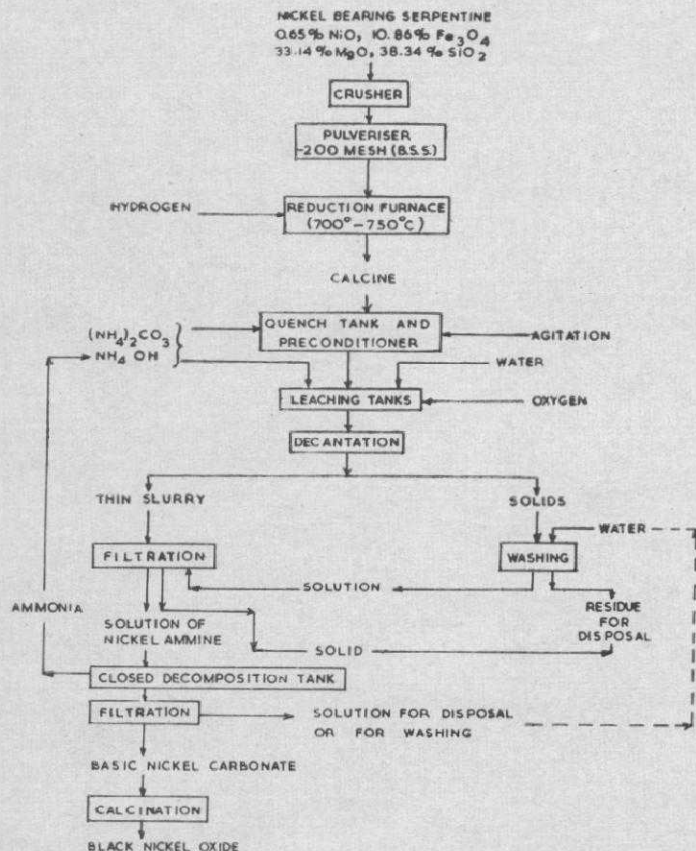 NICKEL BEARING SERPENTINE
0.65% NiO, 10.86% Fe3O4
33.14% MgO, 38.34% SiO2
CRUSHER
PULVERISER
-200 MESH (B.S.S.)
HYDROGEN
REDUCTION FURNACE
(700°-750°C)
CALCINE
(NH4)2CO3
NH4 OH
QUENCH TANK AND
PRECONDITIONER
AGITATION
WATER
LEACHING TANKS
OXYGEN
DECANTATION
THIN SLURRY
SOLIDS
WATER
FILTRATION
WASHING
SOLUTION
AMMONIA
SOLUTION OF
NICKEL AMMINE
RESIDUE
FOR
DISPOSAL
SOLID
CLOSED DECOMPOSITION TANK
FILTRATION
SOLUTION FOR DISPOSAL
OR FOR WASHING
BASIC NICKEL CARBONATE
CALCINATION
BLACK NICKEL OXIDE